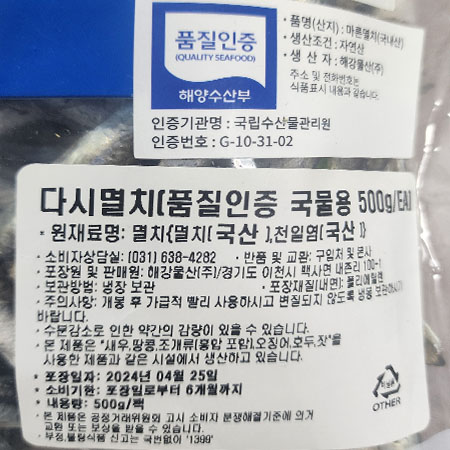 품질인증
(QUALITY SEAFOOD)
해양수산부
· 품명(산지) : 마른멸치(국내산)
· 생산조건 : 자연산
· 생 산 자 : 해강물산(주)
주소 및 전화번호는
식품표시 내용과 같습니다.
인증기관명 : 국립수산물관리원
인증번호 : G-10-31-02
다시멸치(품질인증 국물용 500g/EA)
· 원재료명: 멸치{멸치( 국산 ),천일염(국산 )}
· 소비자상담실: (031) 638-4282 · 반품 및 교환: 구입처 및 본사
· 포장원 및 판매원: 해강물산(주)/경기도 이천시 백사면 내촌리 100-1
· 보관방법: 냉장 보관 · 포장재질(내면): 폴리에틸렌
· 주의사항: 개봉 후 가급적 빨리 사용하시고 변질되지 않도록 냉동 보관하시기
바랍니다.
· 수분감소로 인한 약간의 감량이 있을 수 있습니다.
· 본 제품은 "새우,땅콩,조개류(홍합 포함),오징어,호두,잣"을
사용한 제품과 같은 시설에서 생산하고 있습니다.
· 포장일자: 2024년 04월 25일
· 소비기한: 포장일로부터 6개월까지
· 내용량: 500g/팩
· 본 제품은 공정거래위원회 고시 소비자 분쟁해결기준에 의거
교환 또는 보상을 받을 수 있습니다.
· 부정,불량식품 신고는 국번없이 '1399'
OTHER